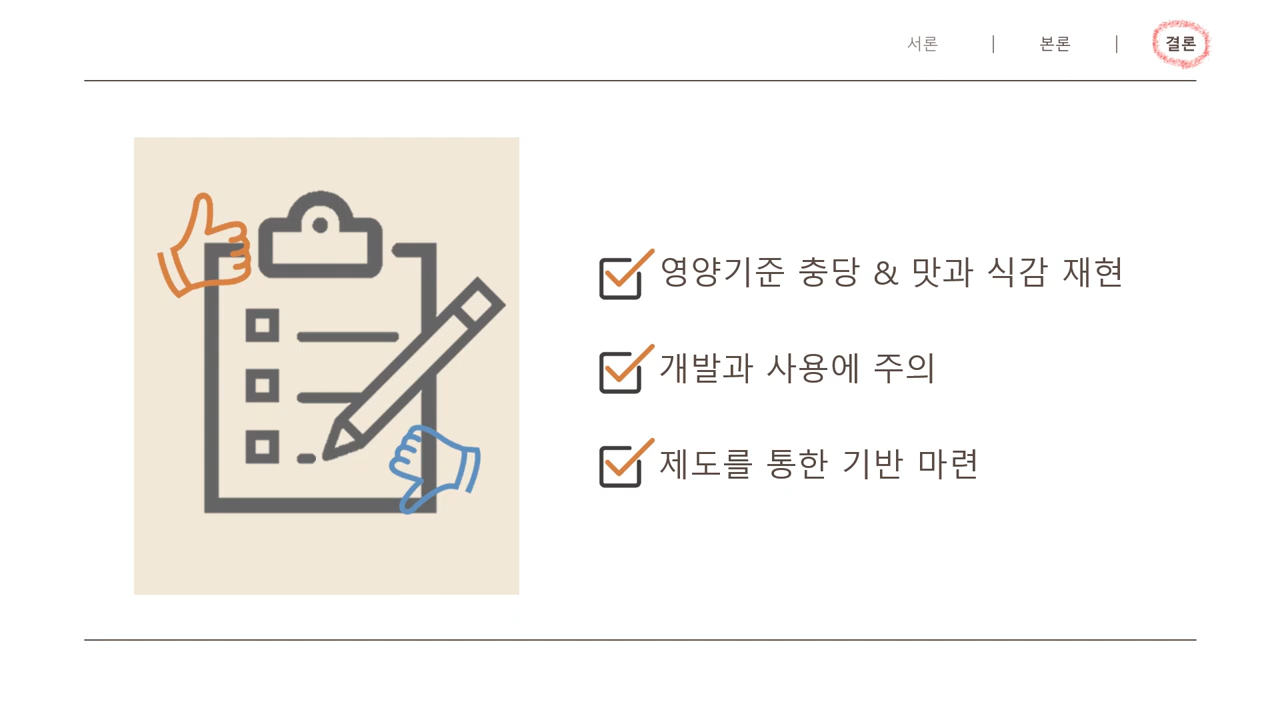 서론 | 본론 | 결론
영양기준 충당 & 맛과 식감 재현
개발과 사용에 주의
제도를 통한 기반 마련